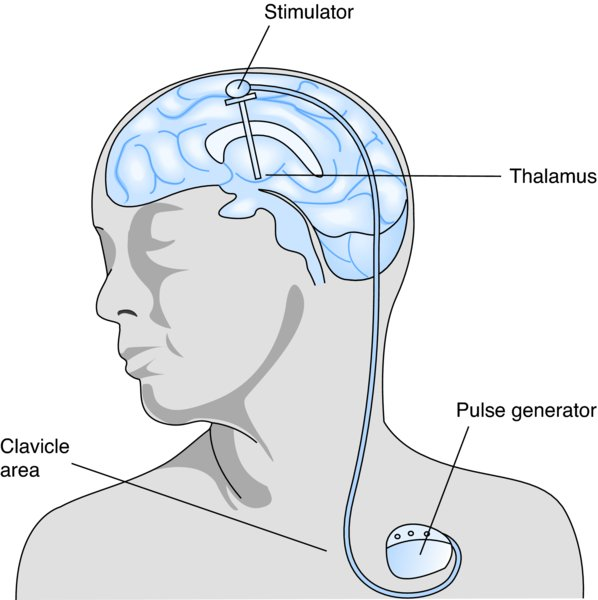 Stimulator
Thalamus
Pulse generator
Clavicle
area